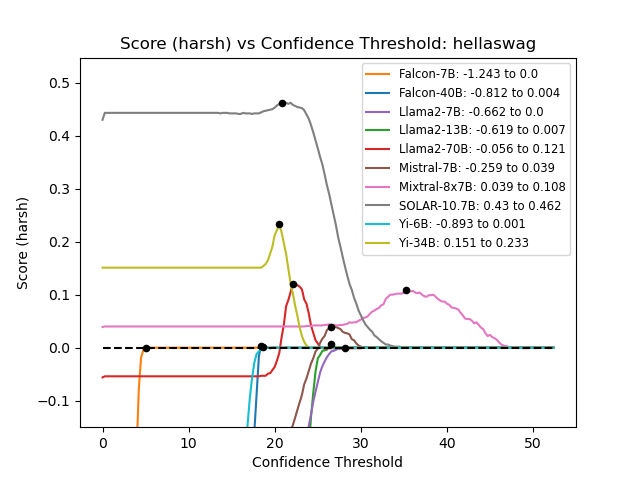 Score (harsh) vs Confidence Threshold: hellaswag
Score (harsh)
0.5
0.4
0.3
0.2
0.1
0.0
−0.1
Falcon-7B: -1.243 to 0.0
Falcon-40B: -0.812 to 0.004
Llama2-7B: -0.662 to 0.0
Llama2-13B: -0.619 to 0.007
Llama2-70B: -0.056 to 0.121
Mistral-7B: -0.259 to 0.039
Mixtral-8x7B: 0.039 to 0.108
SOLAR-10.7B: 0.43 to 0.462
Yi-6B: -0.893 to 0.001
Yi-34B: 0.151 to 0.233
0 10 20 30 40 50
Confidence Threshold